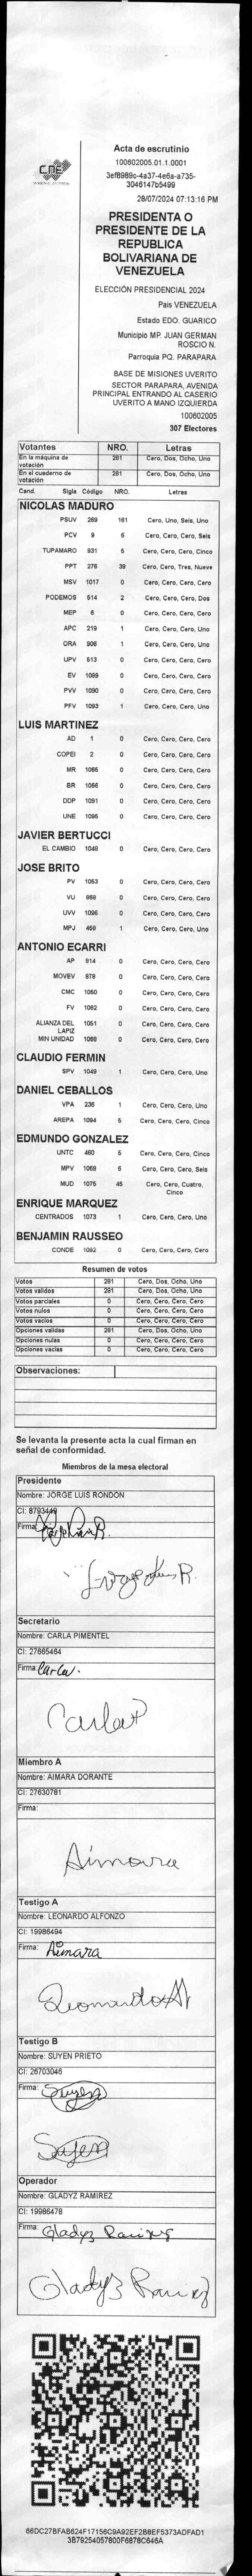 CNE
Acta de escrutinio
100602005.01.1.0001
3ef8989c-4a37-4e6a-a735-
3046147b5499
28/07/2024 07:13:16 PM
PRESIDENTA O
PRESIDENTE DE LA
REPUBLICA
BOLIVARIANA DE
VENEZUELA
ELECCIÓN PRESIDENCIAL 2024
Pais VENEZUELA
Estado EDO. GUARICO
Municipio MP. JUAN GERMAN
ROSCIO N.
Parroquia PQ. PARAPARA
BASE DE MISIONES UVERITO
SECTOR PARAPARA, AVENIDA
PRINCIPAL ENTRANDO AL CASERIO
UVERITO A MANO IZQUIERDA
100602005
307 Electores
Votantes NRO. Letras
En la máquina de votación 281 Cero, Dos, Ocho, Uno
En el cuaderno de votación 281 Cero, Dos, Ocho, Uno
Cand. Sigla Código NRO. Letras
NICOLAS MADURO
PSUV 269 161 Cero, Uno, Seis, Uno
PCV 9 6 Cero, Cero, Cero, Seis
TUPAMARO 931 5 Cero, Cero, Cero, Cinco
PPT 276 39 Cero, Cero, Tres, Nueve
MSV 1017 0 Cero, Cero, Cero, Cero
PODEMOS 514 2 Cero, Cero, Cero, Dos
MEP 6 0 Cero, Cero, Cero, Cero
APC 219 1 Cero, Cero, Cero, Uno
ORA 906 1 Cero, Cero, Cero, Uno
UPV 513 0 Cero, Cero, Cero, Cero
EV 1089 0 Cero, Cero, Cero, Cero
PVV 1090 0 Cero, Cero, Cero, Cero
PFV 1093 1 Cero, Cero, Cero, Uno
LUIS MARTINEZ
AD 1 0 Cero, Cero, Cero, Cero
COPEI 2 0 Cero, Cero, Cero, Cero
MR 1065 0 Cero, Cero, Cero, Cero
BR 1066 0 Cero, Cero, Cero, Cero
DDP 1091 0 Cero, Cero, Cero, Cero
UNE 1095 0 Cero, Cero, Cero, Cero
JAVIER BERTUCCI
EL CAMBIO 1048 0 Cero, Cero, Cero, Cero
JOSE BRITO
PV 1053 0 Cero, Cero, Cero, Cero
VU 968 0 Cero, Cero, Cero, Cero
UVV 1096 0 Cero, Cero, Cero, Cero
MPJ 450 1 Cero, Cero, Cero, Uno
ANTONIO ECARRI
AP 914 0 Cero, Cero, Cero, Cero
MOVEV 978 0 Cero, Cero, Cero, Cero
CMC 1050 0 Cero, Cero, Cero, Cero
FV 1062 0 Cero, Cero, Cero, Cero
ALIANZA DEL LAPIZ 1051 0 Cero, Cero, Cero, Cero
MIN UNIDAD 1069 0 Cero, Cero, Cero, Cero
CLAUDIO FERMIN
SPV 1049 1 Cero, Cero, Cero, Uno
DANIEL CEBALLOS
VPA 236 1 Cero, Cero, Cero, Uno
AREPA 1094 5 Cero, Cero, Cero, Cinco
EDMUNDO GONZALEZ
UNTC 460 5 Cero, Cero, Cero, Cinco
MPV 1069 6 Cero, Cero, Cero, Seis
MUD 1075 45 Cero, Cero, Cuatro, Cinco
ENRIQUE MARQUEZ
CENTRADOS 1073 1 Cero, Cero, Cero, Uno
BENJAMIN RAUSSEO
CONDE 1092 0 Cero, Cero, Cero, Cero
Resumen de votos
Votos 281 Cero, Dos, Ocho, Uno
Votos validos 281 Cero, Dos, Ocho, Uno
Votos parciales 0 Cero, Cero, Cero, Cero
Votos nulos 0 Cero, Cero, Cero, Cero
Votos vacios 0 Cero, Cero, Cero, Cero
Opciones validas 281 Cero, Dos, Ocho, Uno
Opciones nulas 0 Cero, Cero, Cero, Cero
Opciones vacias 0 Cero, Cero, Cero, Cero
Observaciones:
Se levanta la presente acta la cual firman en
señal de conformidad.
Miembros de la mesa electoral
Presidente
Nombre: JORGE LUIS RONDON
CI: 8793449
Firma:
Secretario
Nombre: CARLA PIMENTEL
CI: 27665464
Firma: Carla.
Carla P
Miembro A
Nombre: AIMARA DORANTE
CI: 27630781
Firma:
Aimara
Testigo A
Nombre: LEONARDO ALFONZO
CI: 19986494
Firma: Aimara
Leonardo A
Testigo B
Nombre: SUYEN PRIETO
CI: 26703046
Firma: Suyen
Suyen
Operador
Nombre: GLADYZ RAMIREZ
CI: 19986478
Firma: Gladyz Ramirez
Gladyz Ramirez
66DC27BFAB624F17156C9A92EF2B8EF5373ADFAD1
3B79254057800F6878C646A